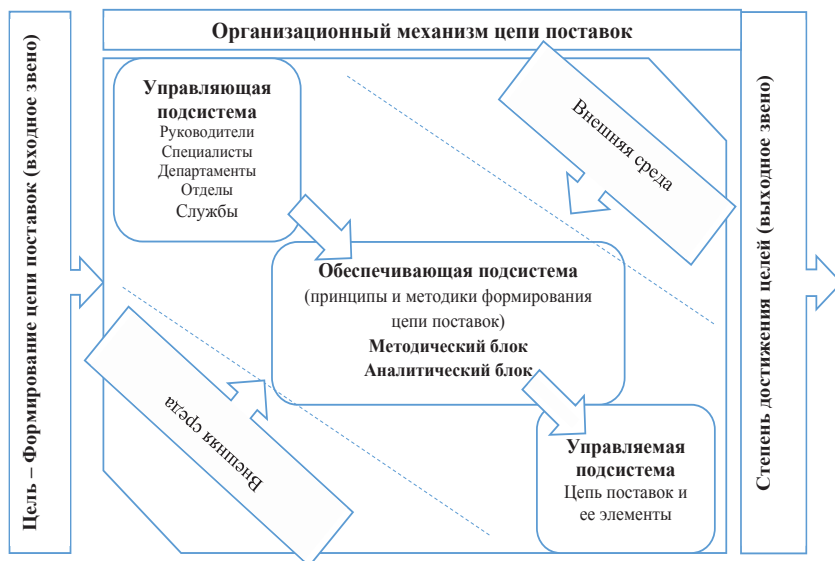 Организационный механизм цепи поставок
Цель – Формирование цепи поставок (входное звено)
Управляющая
подсистема
Руководители
Специалисты
Департаменты
Отделы
Службы
Внешняя среда
Обеспечивающая подсистема
(принципы и методики формирования
цепи поставок)
Методический блок
Аналитический блок
Внешняя среда
Управляемая
подсистема
Цепь поставок и
ее элементы
Степень достижения целей (выходное звено)